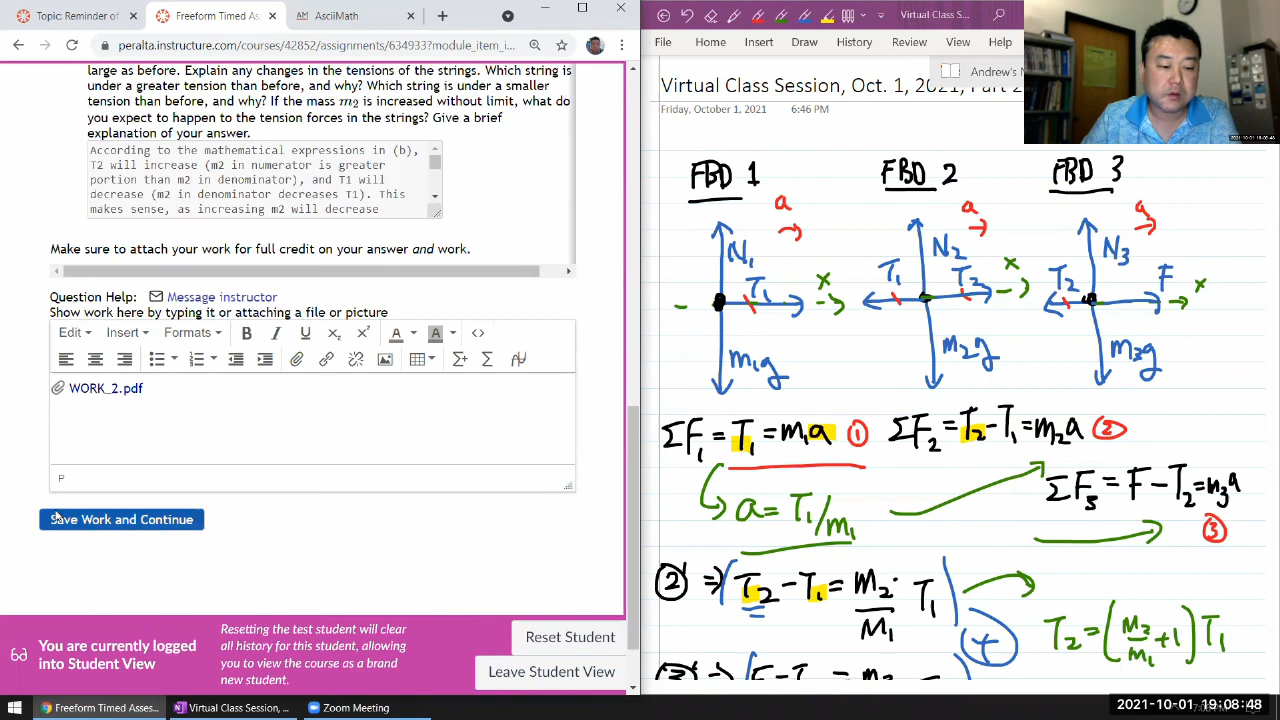 Topic Reminder of
Freeform Timed Ass
AsciiMath
peralta.instructure.com/courses/42852/assignments/634933?module_item_i...
large as before. Explain any changes in the tensions of the strings. Which string is
under a greater tension than before, and why? Which string is under a smaller
tension than before, and why? If the mass m2 is increased without limit, what do
you expect to happen to the tension forces in the strings? Give a brief
explanation of your answer.
According to the mathematical expressions in (b),
T2 will increase (m2 in numerator is greater
portion than m2 in denominator), and T1 will
decrease (m2 in denominator decreases T1). This
makes sense, as increasing m2 will decrease
Make sure to attach your work for full credit on your answer and work.
Question Help: Message instructor
Show work here by typing it or attaching a file or picture
Edit Insert Formats B I U A x² x₂ A <>
WORK_2.pdf
P
Save Work and Continue
You are currently logged
into Student View
Resetting the test student will clear
all history for this student, allowing
you to view the course as a brand
new student.
Reset Student
Leave Student View
Virtual Class S...
File Home Insert Draw History Review View Help
Andrew's N
Virtual Class Session, Oct. 1, 2021, Part 2
Friday, October 1, 2021 6:46 PM
2021-10-01 19:08:48
FBD 1 FBD 2 FBD 3
a a a
N1 N2 N3
T1 x T1 T2 x T2 F x
m1g m2g m3g
ΣF1 = T1 = m1a ① ΣF2 = T2 - T1 = m2a ②
ΣF3 = F - T2 = m3a
③
a = T1/m1
② ⇒ (T2 - T1 = m2/m1 · T1)
+
T2 = (m2/m1 + 1) T1
Freeform Timed Asse...
Virtual Class Session, ...
Zoom Meeting
2021-10-01 19:08:48